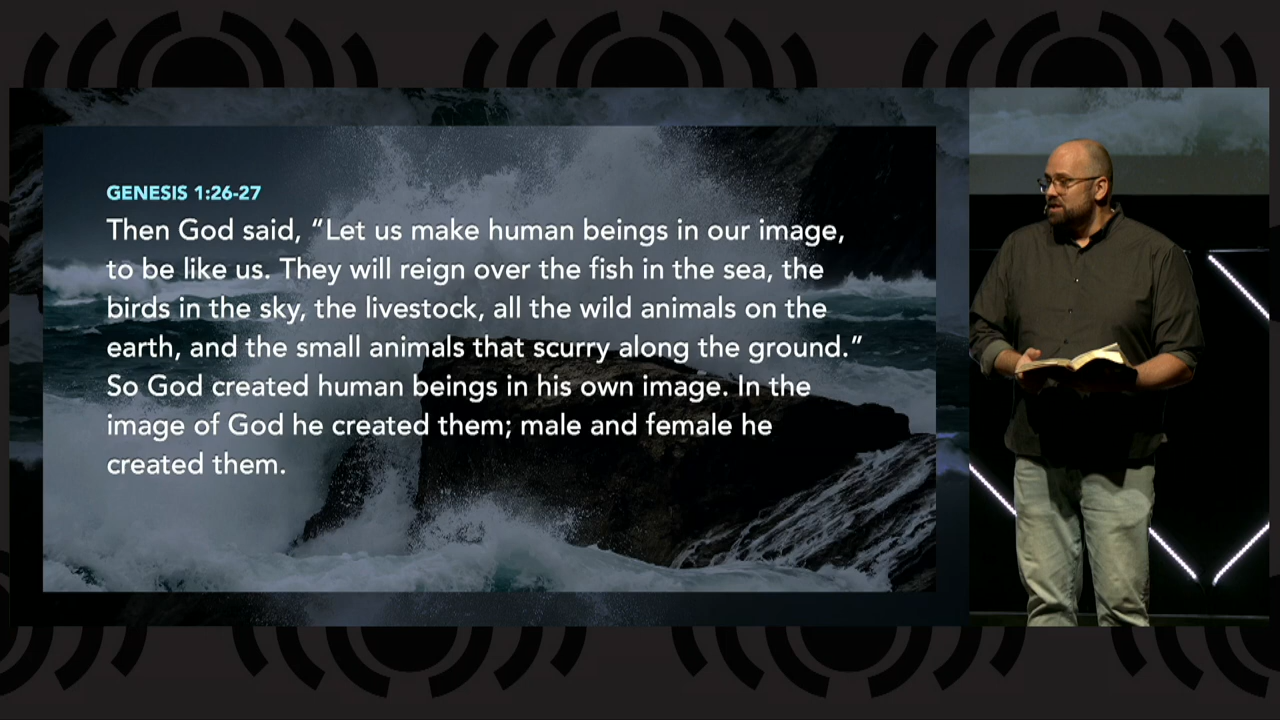 GENESIS 1:26-27
Then God said, “Let us make human beings in our image,
to be like us. They will reign over the fish in the sea, the
birds in the sky, the livestock, all the wild animals on the
earth, and the small animals that scurry along the ground.”
So God created human beings in his own image. In the
image of God he created them; male and female he
created them.